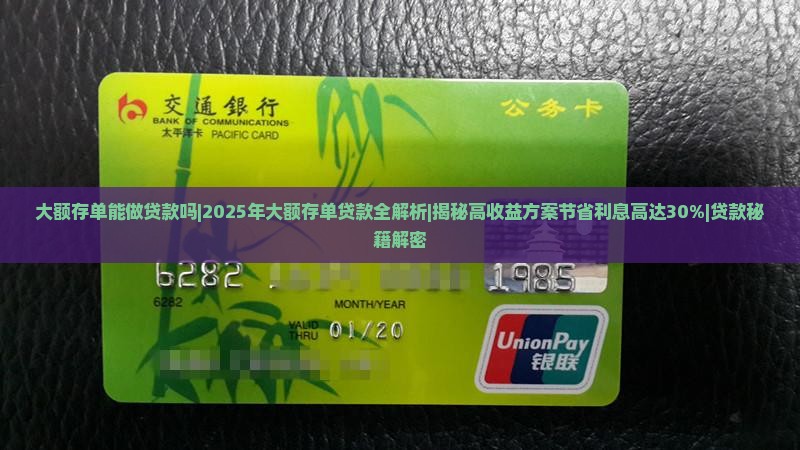 交通銀行
BANK OF COMMUNICATIONS
太平洋卡 PACIFIC CARD
公务卡
大额存单能做贷款吗|2025年大额存单贷款全解析|揭秘高收益方案节省利息高达30%|贷款秘
籍解密
6282 1985
6282
MONTH/YEAR
VALID
THRU 01/20
UnionPay
银联